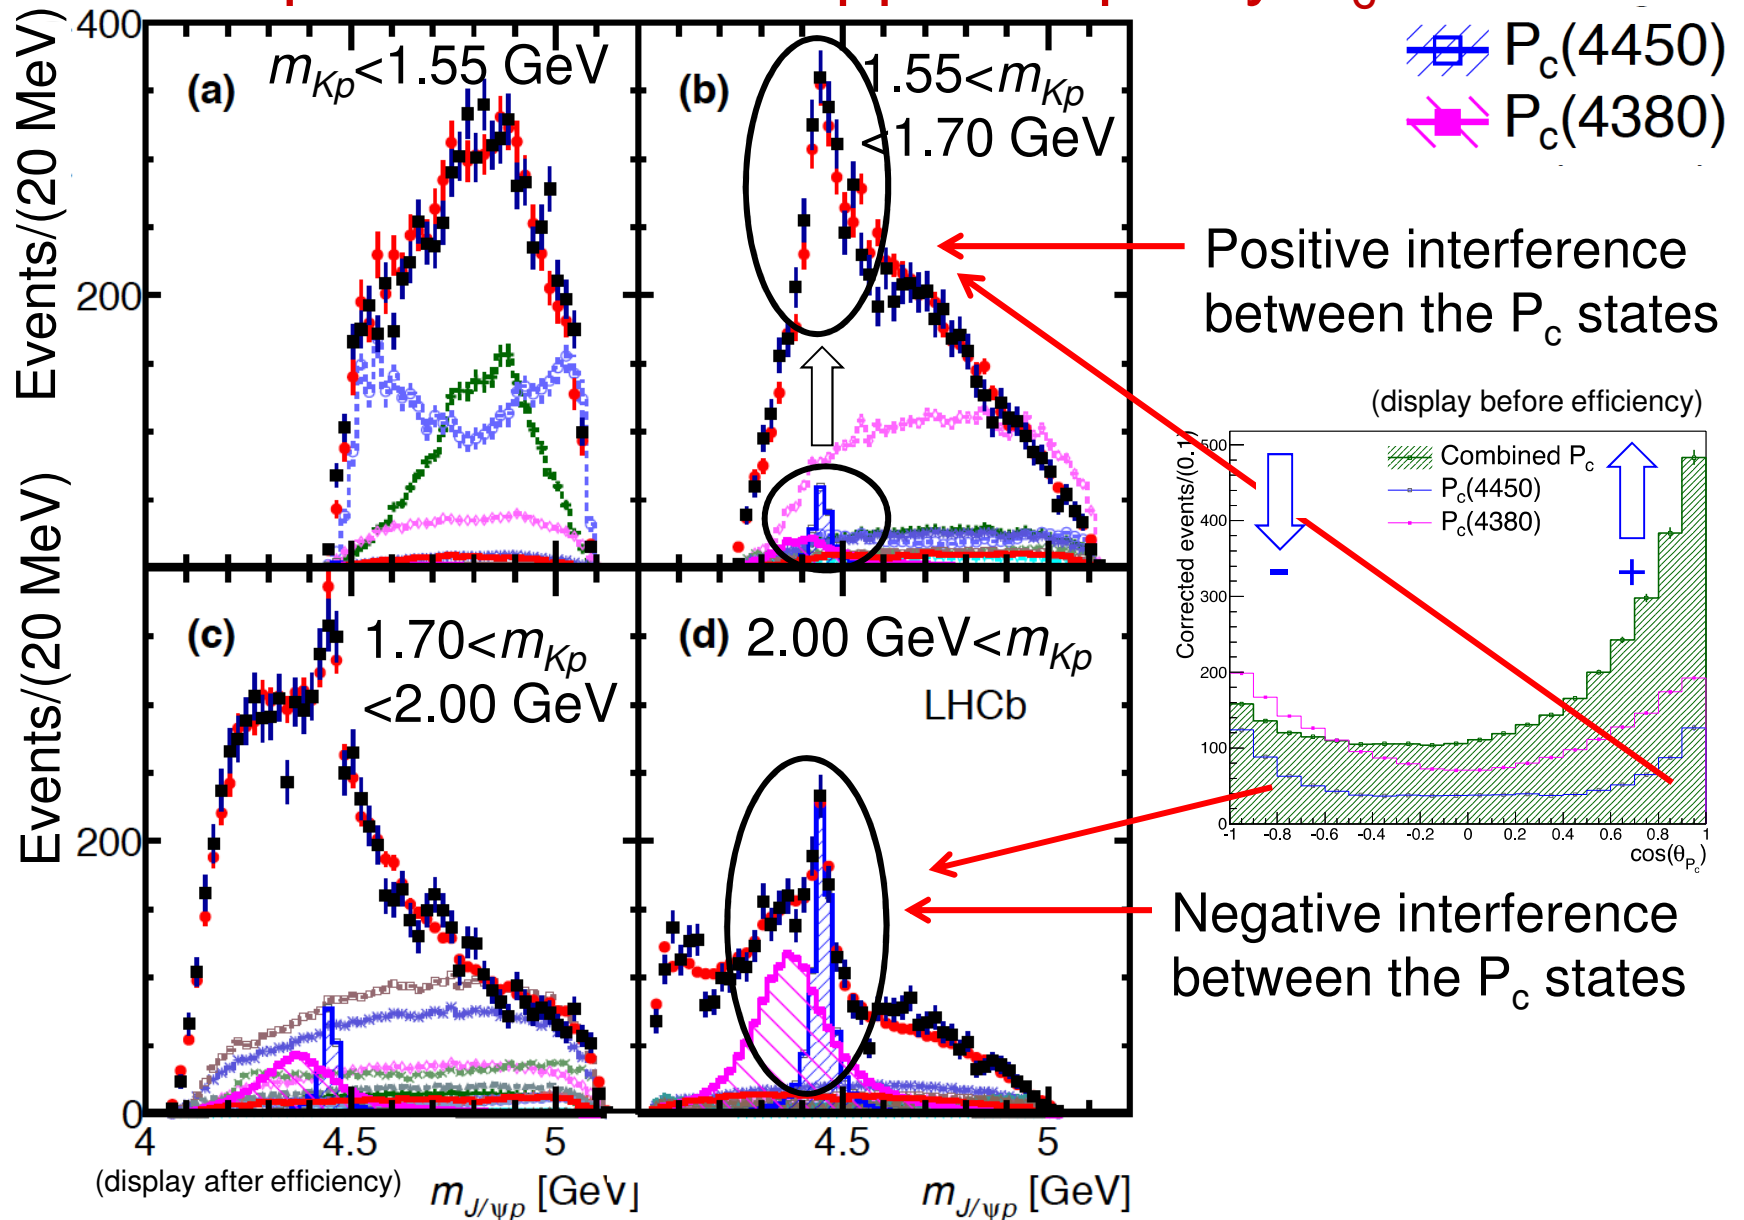 400
Events/(20 MeV)
200
(a)
m_Kp<1.55 GeV
(b)
1.55<m_Kp
<1.70 GeV
P_c(4450)
P_c(4380)
Positive interference
between the P_c states
(display before efficiency)
Corrected events/(0.1)
500
400
300
200
100
0
Combined P_c
P_c(4450)
P_c(4380)
-
+
-1
-0.8
-0.6
-0.4
-0.2
0
0.2
0.4
0.6
0.8
1
cos(θ_P_c)
Events/(20 MeV)
200
0
(c)
1.70<m_Kp
<2.00 GeV
(d)
2.00 GeV<m_Kp
LHCb
Negative interference
between the P_c states
4
4.5
5
4.5
5
(display after efficiency)
m_J/ψp [GeV]
m_J/ψp [GeV]